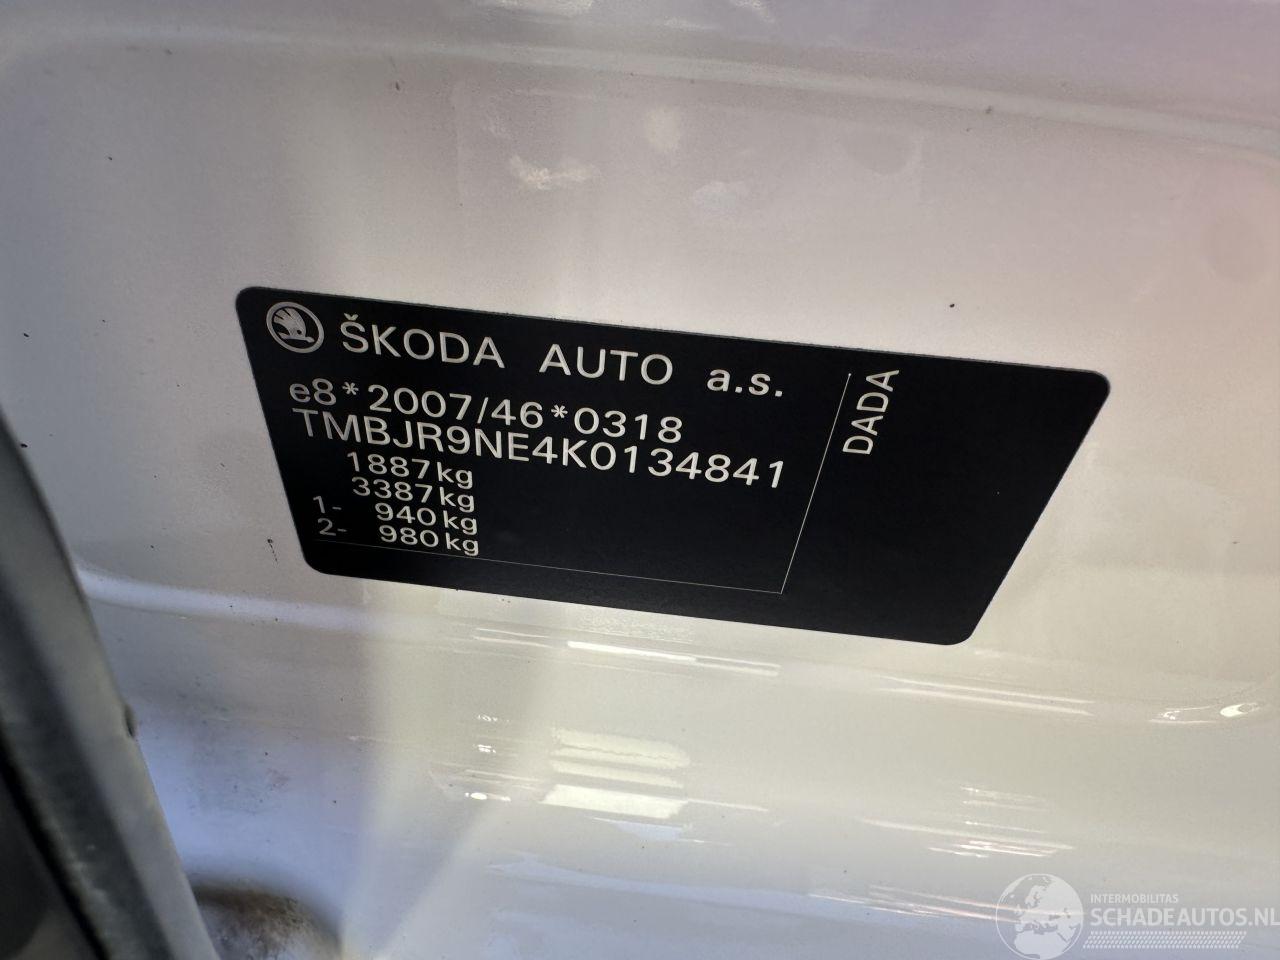 ŠKODA AUTO a.s.
e8*2007/46*0318
TMBJR9NE4K0134841
1887kg
3387kg
1- 940kg
2- 980kg
DADA
INTERMOBILITAS
SCHADEAUTOS.NL